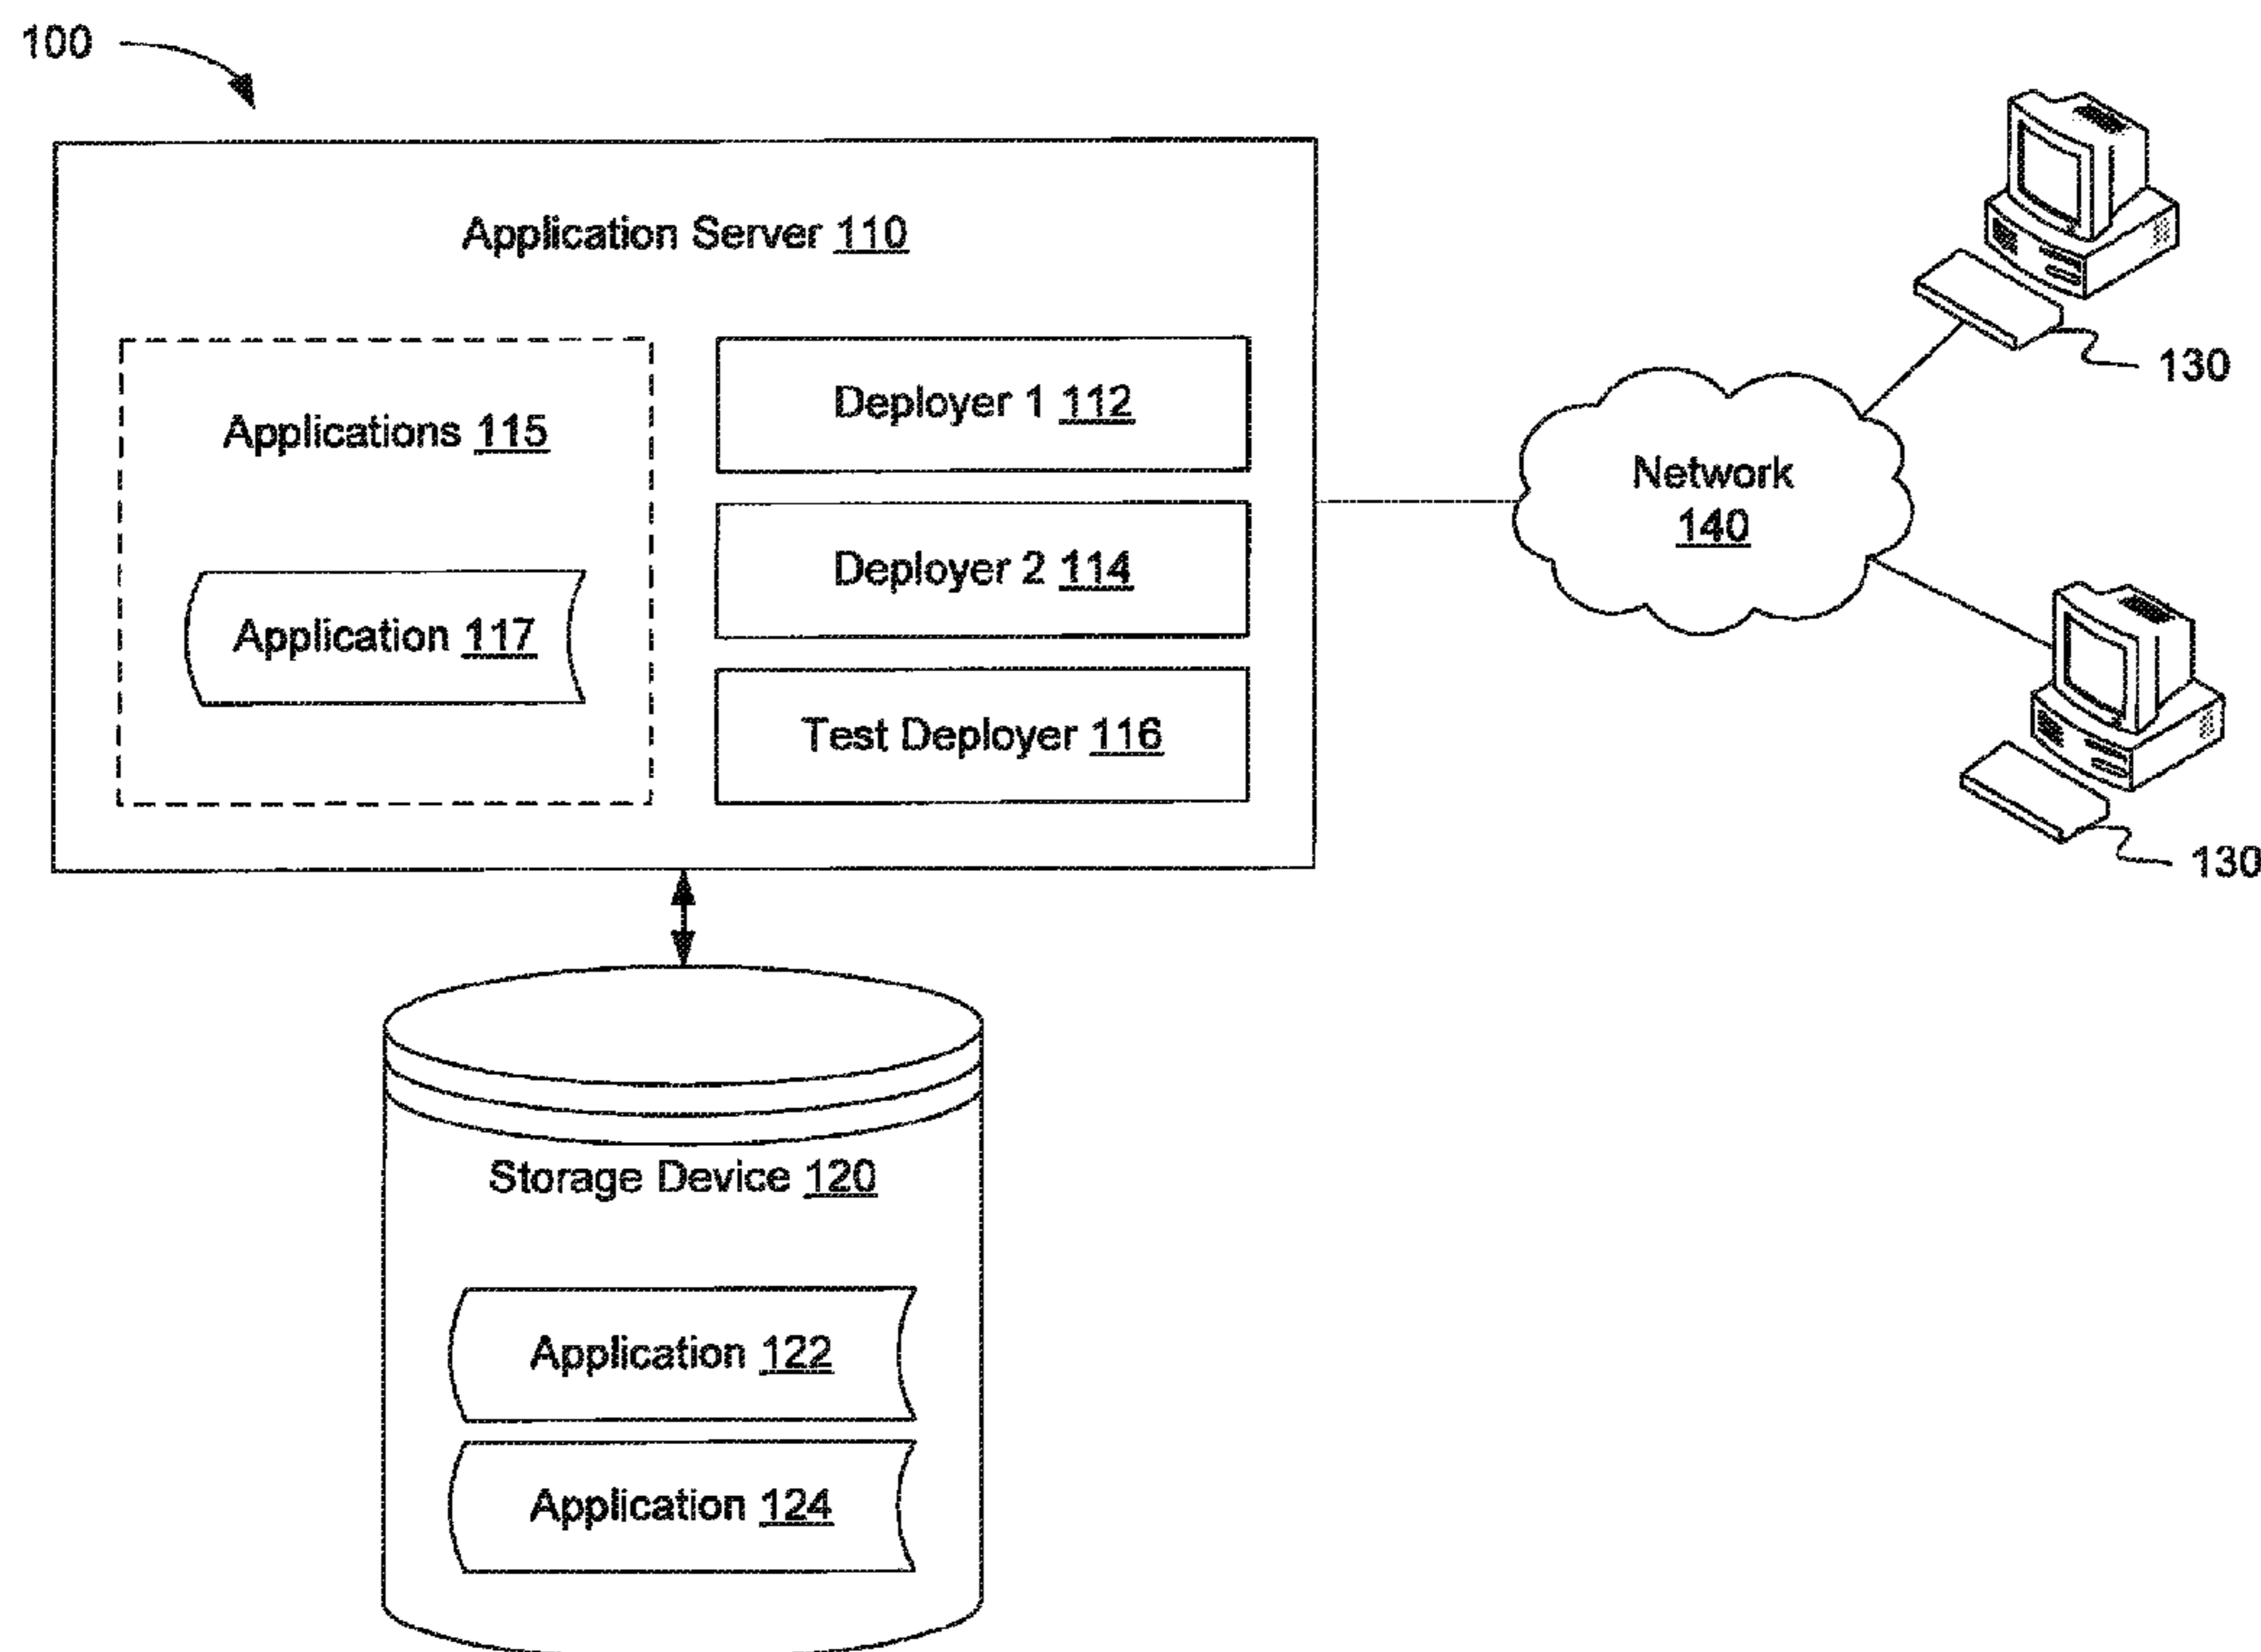 100
Application Server 110
Applications 115
Application 117
Deployer 1 112
Deployer 2 114
Test Deployer 116
Network
140
130
130
Storage Device 120
Application 122
Application 124